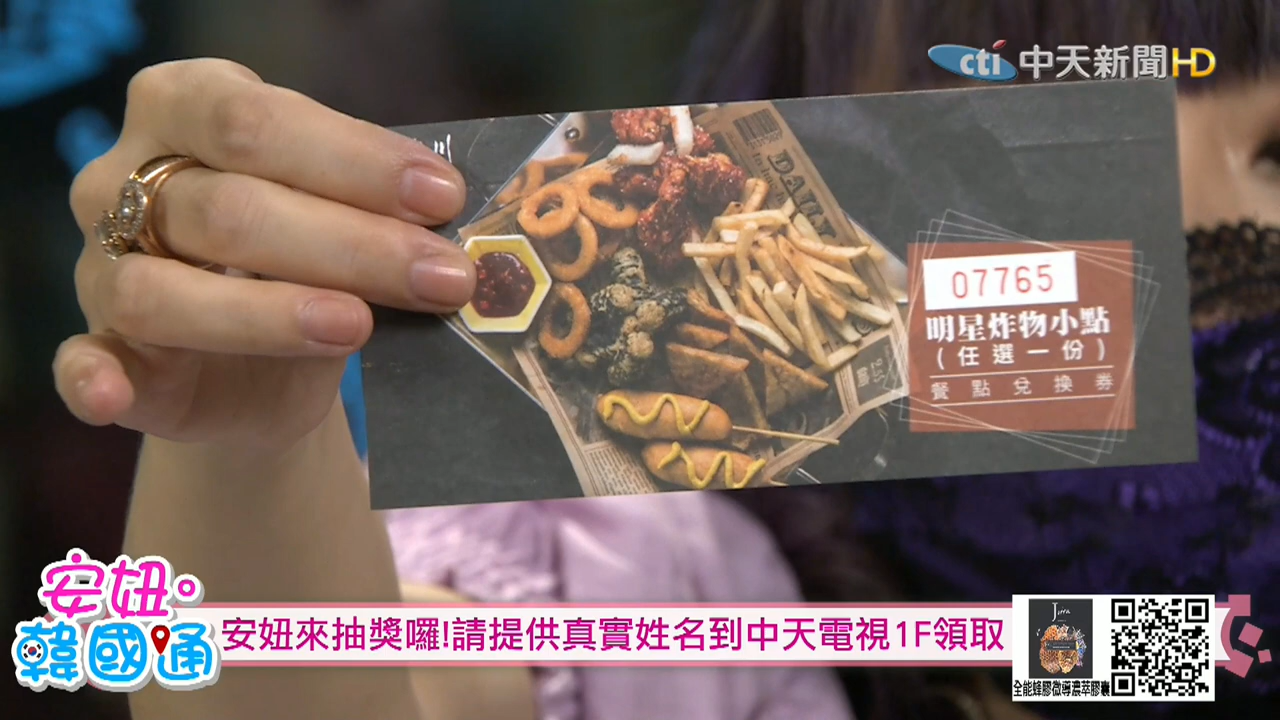 cti 中天新聞HD
DAILY
07765
明星炸物小點
(任選一份)
餐點兌換券
安妞。
韓國通
安妞來抽獎囉!請提供真實姓名到中天電視1F領取
全能蜂膠微導濃萃膠囊